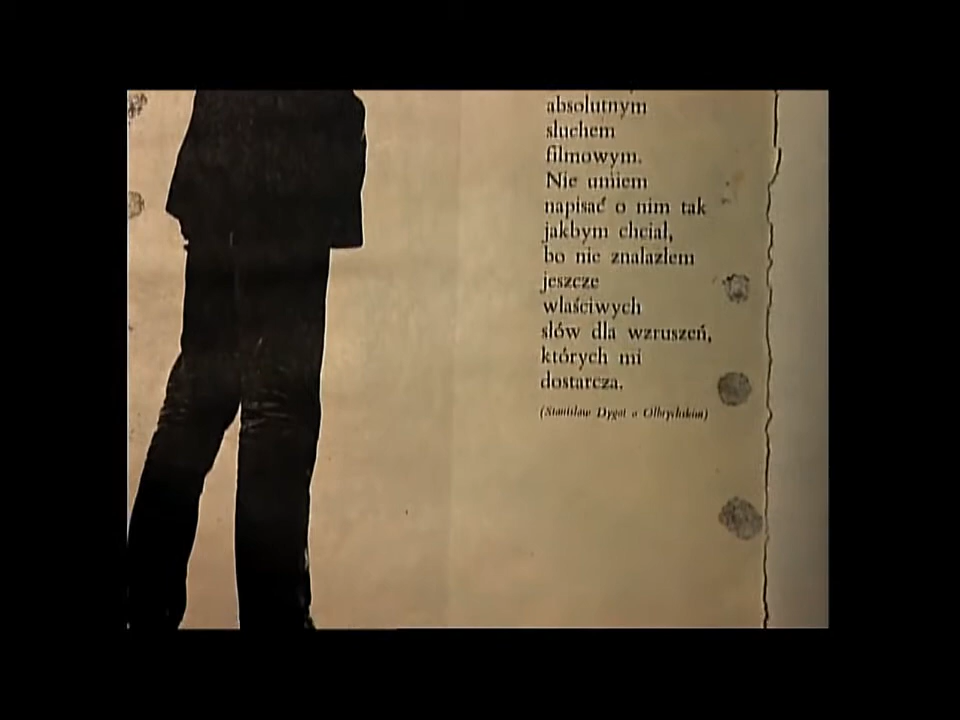 absolutnym
słuchem
filmowym.
Nie umiem
napisać o nim tak
jakbym chciał,
bo nie znalazłem
jeszcze
właściwych
słów dla wzruszeń,
których mi
dostarcza.
(Stanisław Dygat o Olbrychskim)